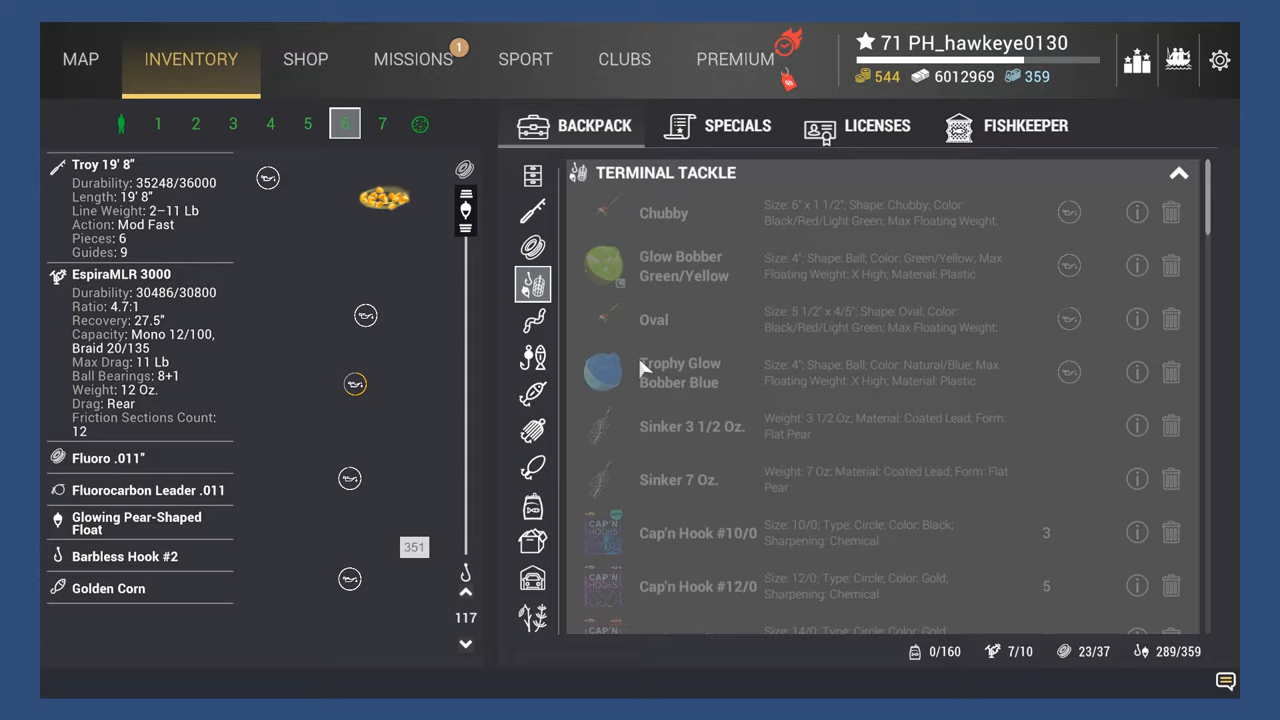 MAP
INVENTORY
SHOP
MISSIONS
1
SPORT
CLUBS
PREMIUM
%
71 PH_hawkeye0130
544
6012969
359
1
2
3
4
5
6
7
BACKPACK
SPECIALS
LICENSES
FISHKEEPER
Troy 19' 8"
Durability: 35248/36000
Length: 19' 8"
Line Weight: 2–11 Lb
Action: Mod Fast
Pieces: 6
Guides: 9
EspiraMLR 3000
Durability: 30486/30800
Ratio: 4.7:1
Recovery: 27.5"
Capacity: Mono 12/100,
Braid 20/135
Max Drag: 11 Lb
Ball Bearings: 8+1
Weight: 12 Oz.
Drag: Rear
Friction Sections Count:
12
Fluoro .011"
Fluorocarbon Leader .011
Glowing Pear-Shaped
Float
Barbless Hook #2
Golden Corn
351
117
TERMINAL TACKLE
Chubby
Size: 6" x 1 1/2"; Shape: Chubby; Color:
Black/Red/Light Green; Max Floating Weight.
Glow Bobber
Green/Yellow
Size: 4"; Shape: Ball; Color: Green/Yellow, Max
Floating Weight: X High; Material: Plastic
Oval
Size: 5 1/2" x 4/5"; Shape: Oval; Color:
Black/Red/Light Green; Max Floating Weight.
Trophy Glow
Bobber Blue
Size: 4"; Shape: Ball; Color: Natural/Blue; Max
Floating Weight: X High; Material: Plastic
Sinker 3 1/2 Oz.
Weight: 3 1/2 Oz; Material: Coated Lead; Form:
Flat Pear
Sinker 7 Oz.
Weight: 7 Oz; Material: Coated Lead; Form: Flat
Pear
CAP'N HOOKS
Cap'n Hook #10/0
Size: 10/0; Type: Circle; Color: Black;
Sharpening: Chemical
3
CAP'N HOOKS
Cap'n Hook #12/0
Size: 12/0; Type: Circle; Color: Gold;
Sharpening: Chemical
5
Size: 14/0; Type: Circle; Color: Gold;
0/160
7/10
23/37
289/359